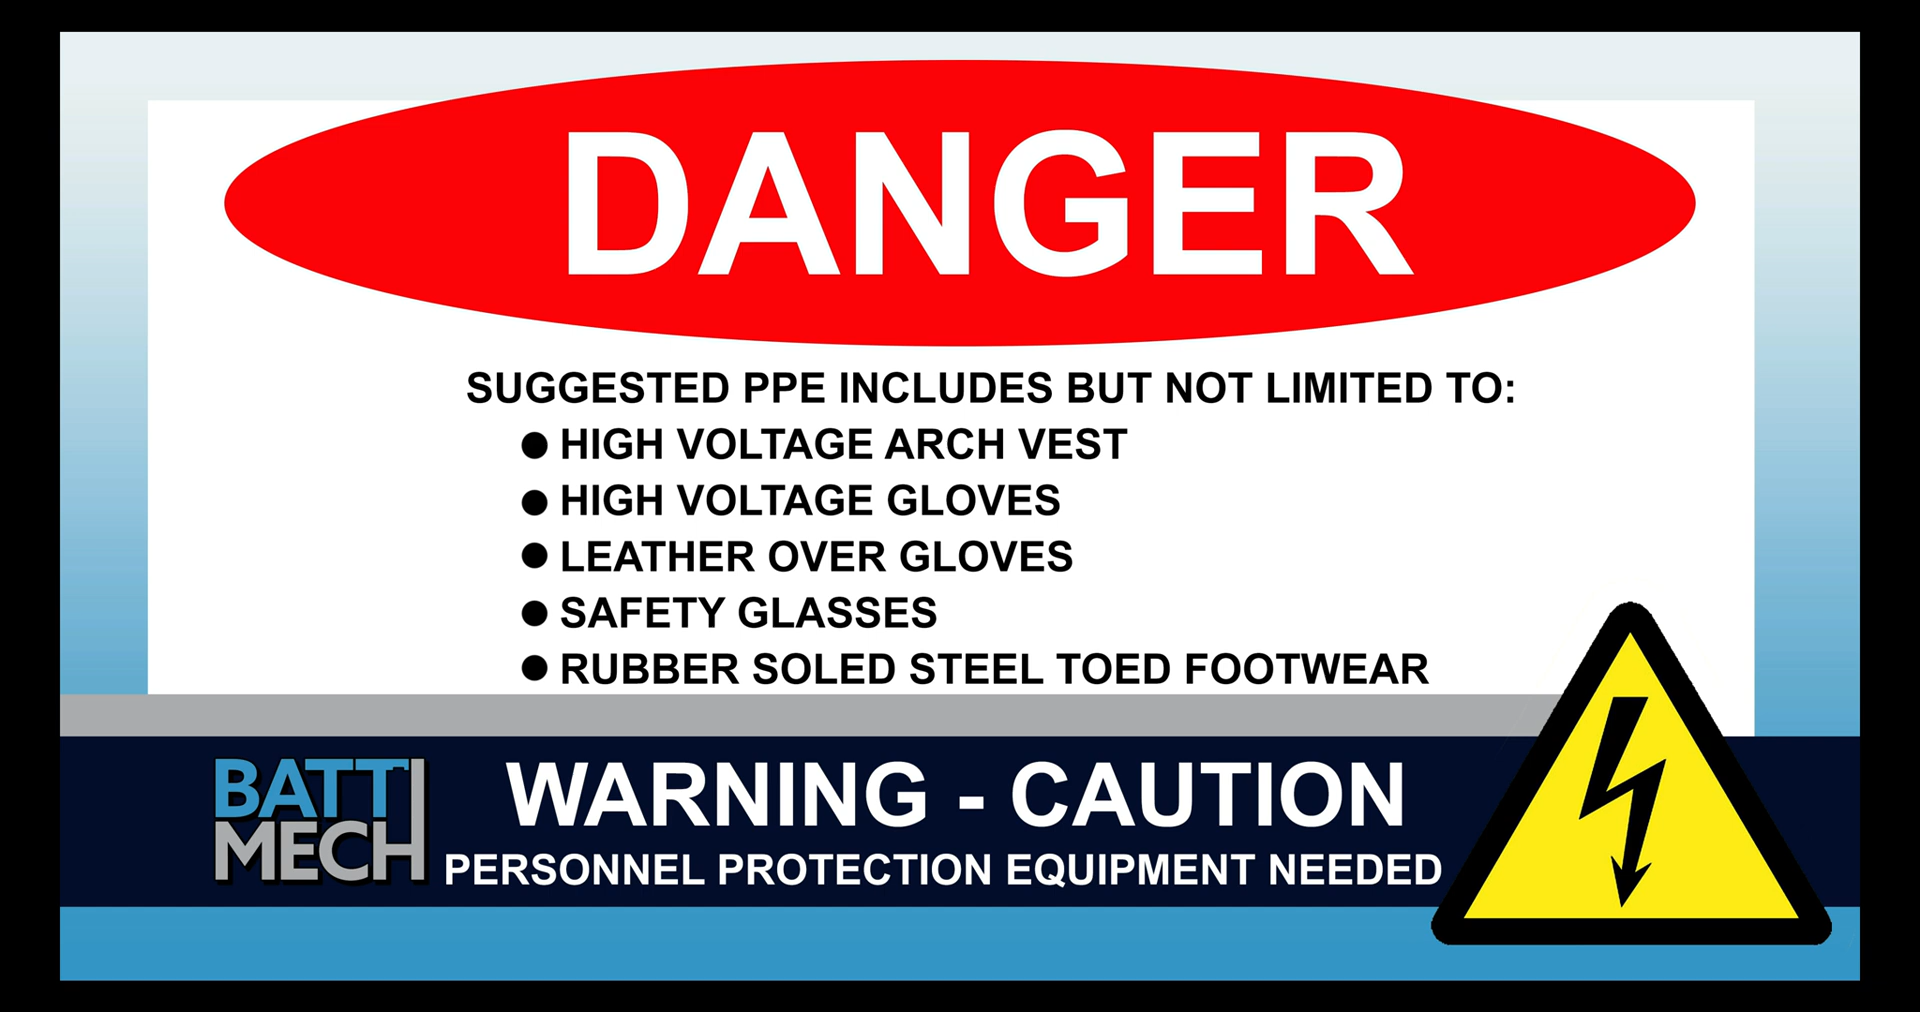 DANGER
SUGGESTED PPE INCLUDES BUT NOT LIMITED TO:
● HIGH VOLTAGE ARCH VEST
● HIGH VOLTAGE GLOVES
● LEATHER OVER GLOVES
● SAFETY GLASSES
● RUBBER SOLED STEEL TOED FOOTWEAR
BATT
MECH
WARNING - CAUTION
PERSONNEL PROTECTION EQUIPMENT NEEDED